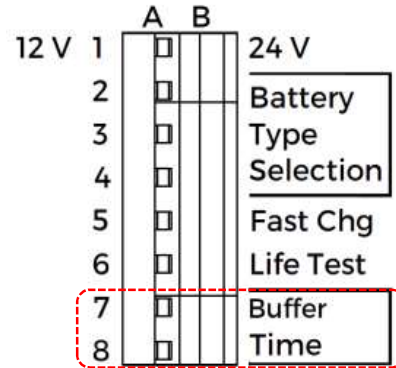 A B
12 V 1 24 V
2 Battery
3 Type
4 Selection
5 Fast Chg
6 Life Test
7 Buffer
8 Time